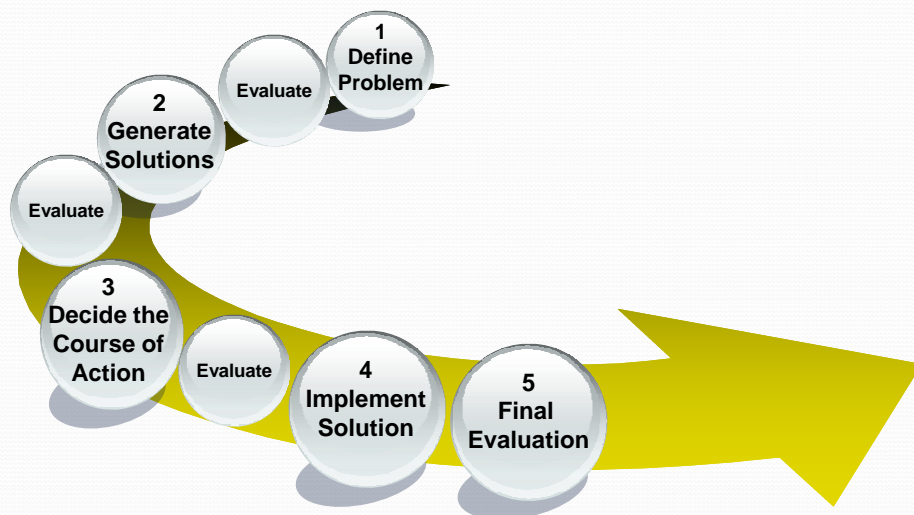 1
Define
Problem
Evaluate
2
Generate
Solutions
Evaluate
3
Decide the
Course of
Action
Evaluate
4
Implement
Solution
5
Final
Evaluation